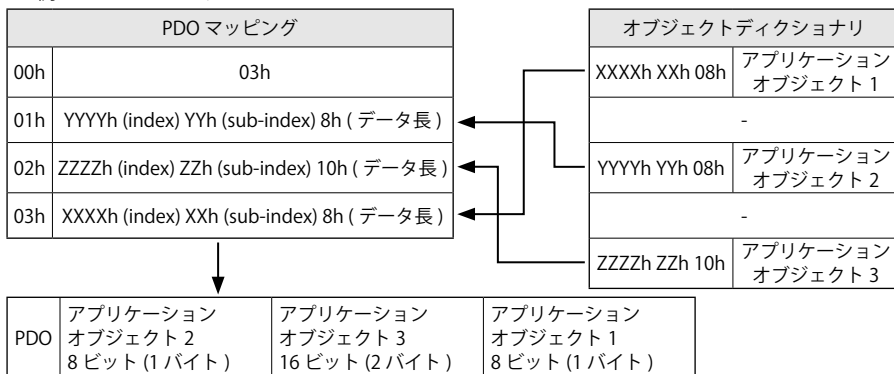 PDO マッピング
00h 03h
01h YYYYh (index) YYh (sub-index) 8h ( データ長 )
02h ZZZZh (index) ZZh (sub-index) 10h ( データ長 )
03h XXXXh (index) XXh (sub-index) 8h ( データ長 )
オブジェクトディクショナリ
XXXXh XXh 08h アプリケーション
オブジェクト 1
-
YYYYh YYh 08h アプリケーション
オブジェクト 2
-
ZZZZh ZZh 10h アプリケーション
オブジェクト 3
PDO
アプリケーション
オブジェクト 2
8 ビット (1 バイト )
アプリケーション
オブジェクト 3
16 ビット (2 バイト )
アプリケーション
オブジェクト 1
8 ビット (1 バイト )